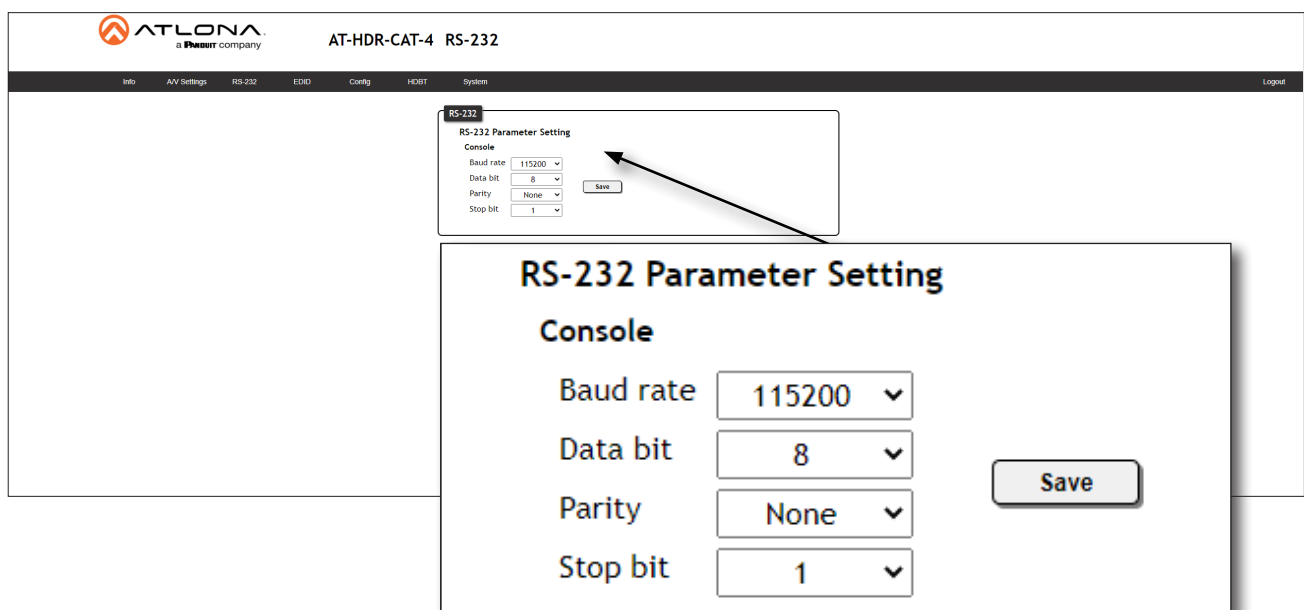 ATLONA.
a PANDUIT company
AT-HDR-CAT-4 RS-232
Info A/V Settings RS-232 EDID Config HDBT System Logout
RS-232
RS-232 Parameter Setting
Console
Baud rate 115200
Data bit 8
Parity None
Stop bit 1
Save
RS-232 Parameter Setting
Console
Baud rate 115200
Data bit 8
Parity None
Stop bit 1
Save